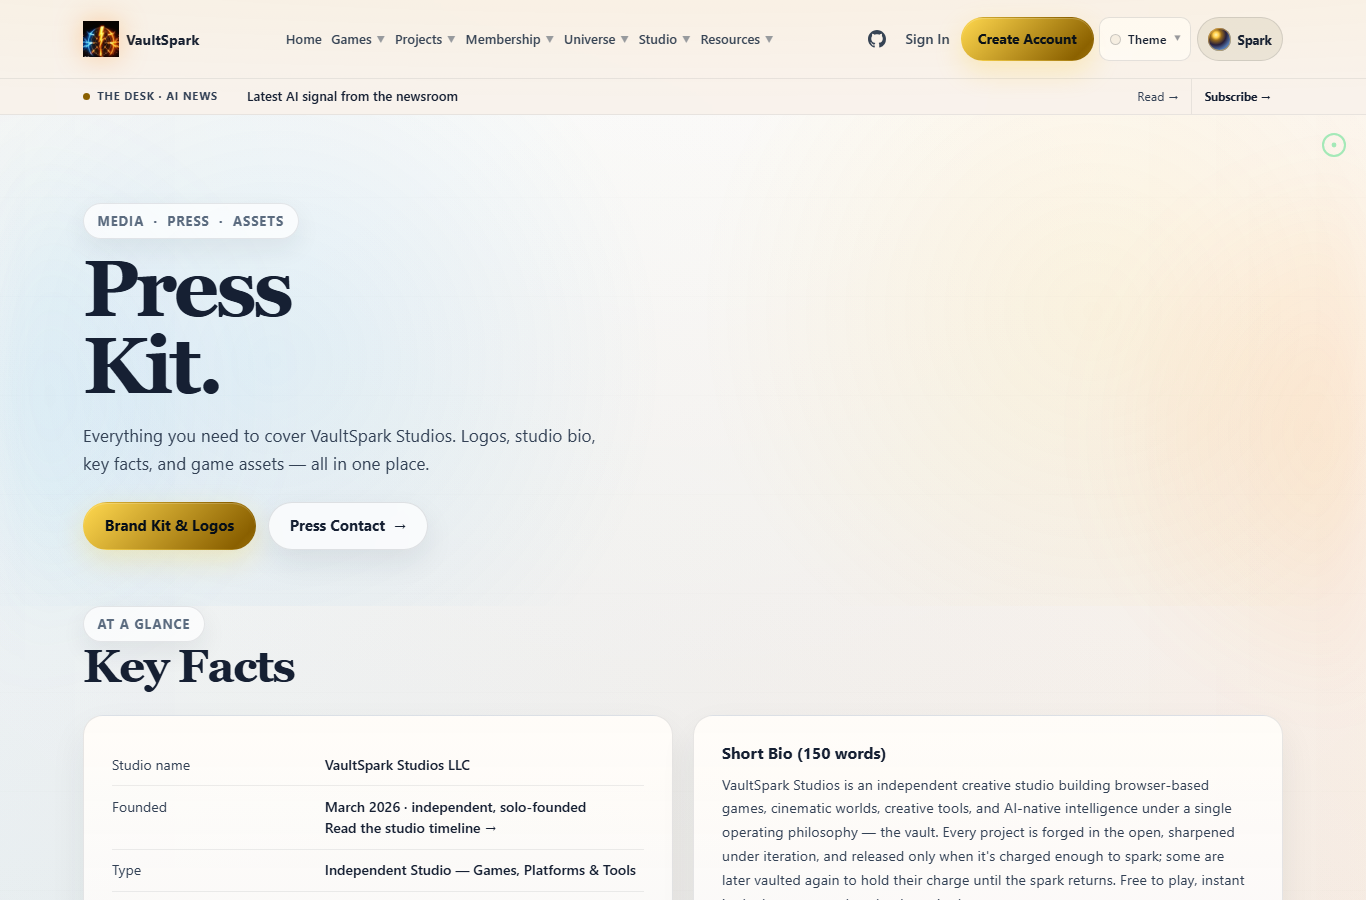 VaultSpark
Home Games Projects Membership Universe Studio Resources
Sign In
Create Account
Theme
Spark
THE DESK · AI NEWS
Latest AI signal from the newsroom
Read →
Subscribe →
MEDIA · PRESS · ASSETS
Press
Kit.
Everything you need to cover VaultSpark Studios. Logos, studio bio,
key facts, and game assets — all in one place.
Brand Kit & Logos
Press Contact →
AT A GLANCE
Key Facts
Studio name VaultSpark Studios LLC
Founded March 2026 · independent, solo-founded
Read the studio timeline →
Type Independent Studio — Games, Platforms & Tools
Short Bio (150 words)
VaultSpark Studios is an independent creative studio building browser-based
games, cinematic worlds, creative tools, and AI-native intelligence under a single
operating philosophy — the vault. Every project is forged in the open, sharpened
under iteration, and released only when it's charged enough to spark; some are
later vaulted again to hold their charge until the spark returns. Free to play, instant